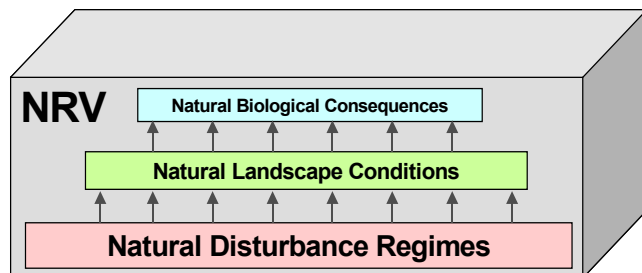 NRV
Natural Biological Consequences
Natural Landscape Conditions
Natural Disturbance Regimes